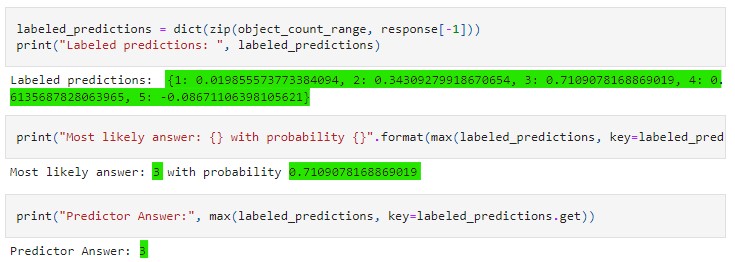 labeled_predictions = dict(zip(object_count_range, response[-1]))
print("Labeled predictions: ", labeled_predictions)
Labeled predictions:  {1: 0.019855573773384094, 2: 0.34309279918670654, 3: 0.7109078168869019, 4: 0.
6135687828063965, 5: -0.08671106398105621}
print("Most likely answer: {} with probability {}".format(max(labeled_predictions, key=labeled_pred
Most likely answer: 3 with probability 0.7109078168869019
print("Predictor Answer:", max(labeled_predictions, key=labeled_predictions.get))
Predictor Answer: 3